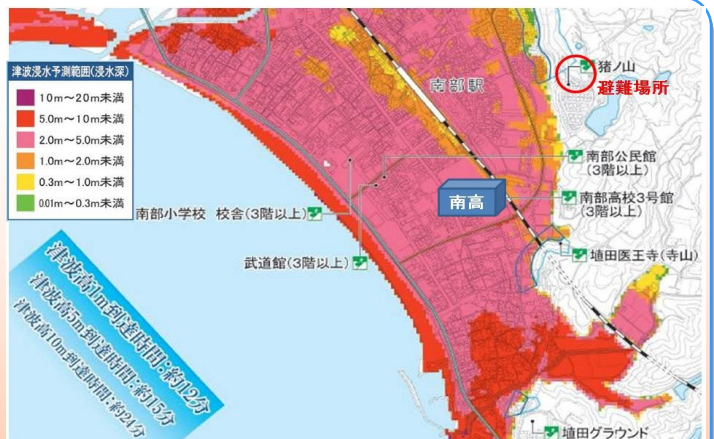 津波浸水予測範囲(浸水深)
10m～20m未満
5.0m～10m未満
2.0m～5.0m未満
1.0m～2.0m未満
0.3m～1.0m未満
0.01m～0.3m未満
南部駅
猪ノ山
避難場所
南部公民館
(3階以上)
南高
南部高校3号館
(3階以上)
南部小学校 校舎(3階以上)
武道館(3階以上)
埴田医王寺(寺山)
津波高1m到達時間：約12分
津波高5m到達時間：約15分
津波高10m到達時間：約24分
埴田グラウンド